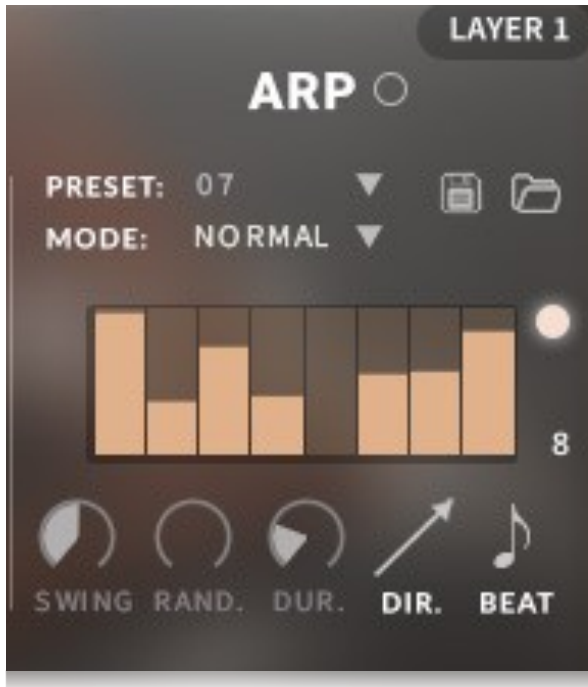 LAYER 1
ARP
PRESET: 07
MODE: NORMAL
8
SWING RAND. DUR. DIR. BEAT